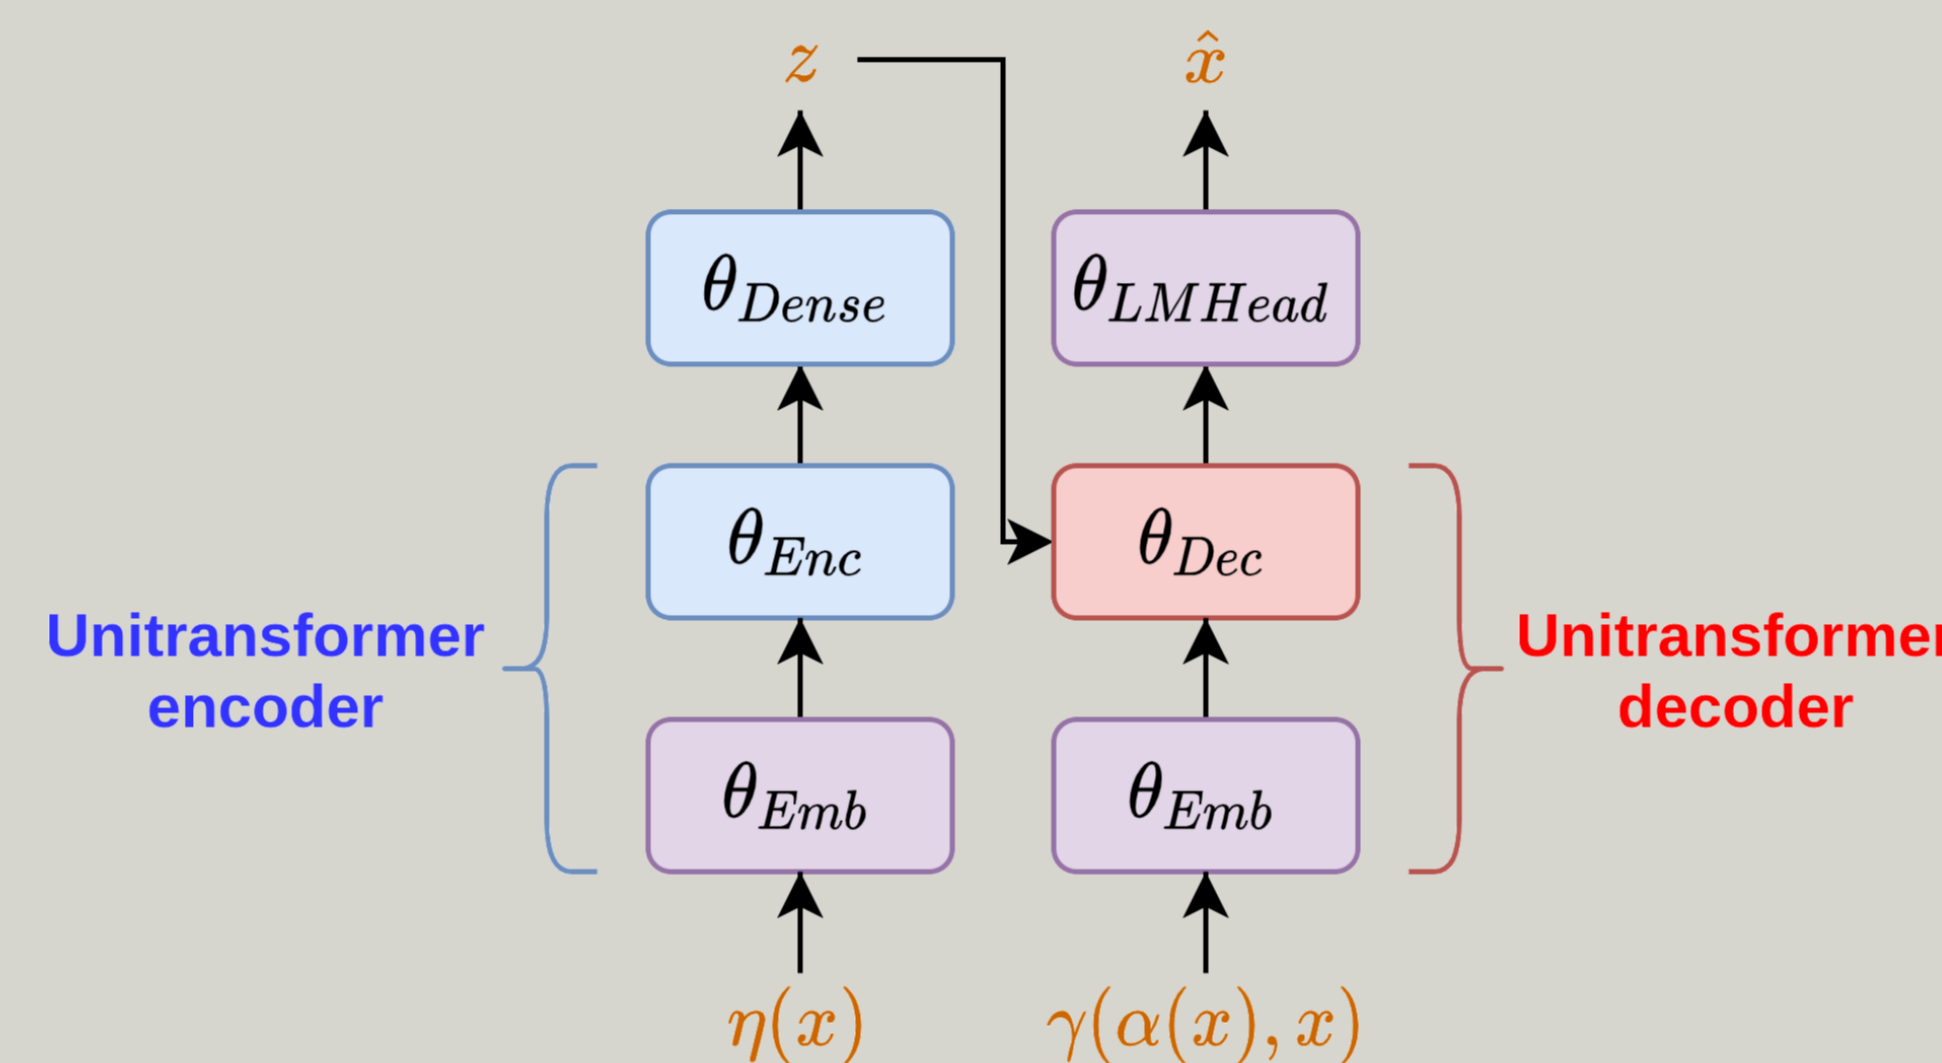 z
x̂
θ_Dense
θ_LMHead
θ_Enc
θ_Dec
Unitransformer
encoder
Unitransformer
decoder
θ_Emb
θ_Emb
η(x)
γ(α(x), x)